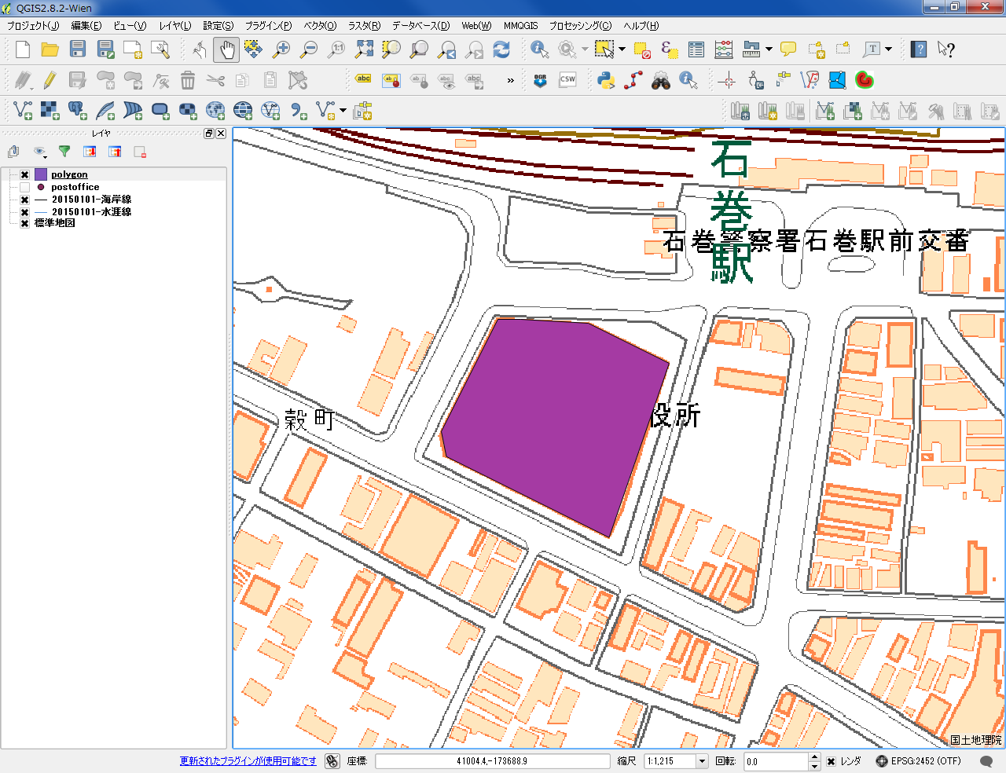 QGIS2.8.2-Wien
プロジェクト(J) 編集(E) ビュー(V) レイヤ(L) 設定(S) プラグイン(P) ベクタ(O) ラスタ(R) データベース(D) Web(W) MMQGIS プロセッシング(C) ヘルプ(H)
レイヤ
polygon
postoffice
20150101-海岸線
20150101-水涯線
標準地図
石巻駅
石巻警察署石巻駅前交番
穀町
役所
国土地理院
更新されたプラグインが使用可能です 座標: 41004.4,-173688.9 縮尺 1:1,215 回転: 0.0 レンダ EPSG:2452 (OTF)